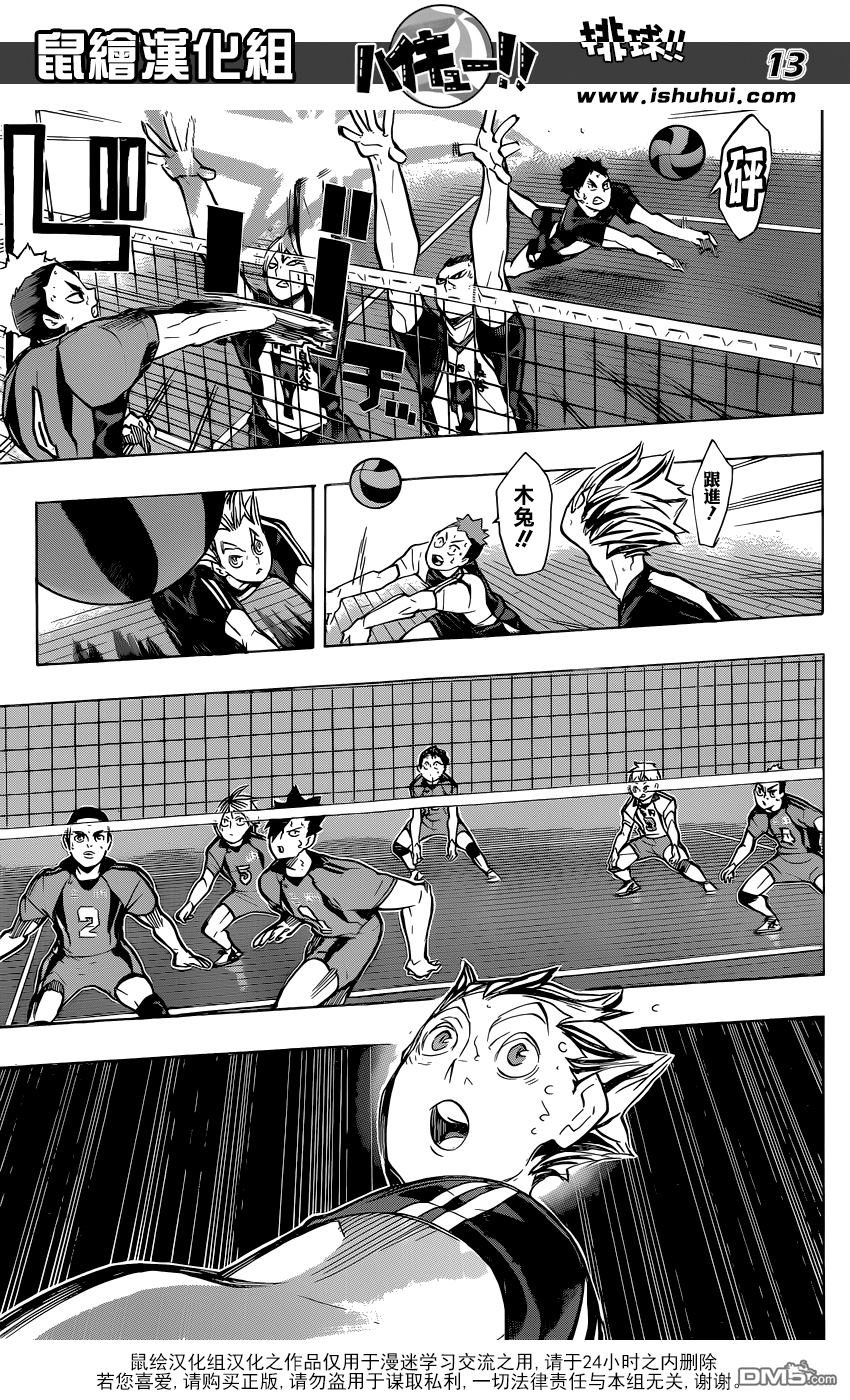 鼠繪漢化組
ハイキュー!!
排球!!
13
www.ishuhui.com
砰
梟谷
跟進!
木兔!!
2
5
鼠绘汉化组汉化之作品仅用于漫迷学习交流之用, 请于24小时之内删除
若您喜爱, 请购买正版, 请勿盗用于谋取私利, 一切法律责任与本组无关, 谢谢。
DM5.com